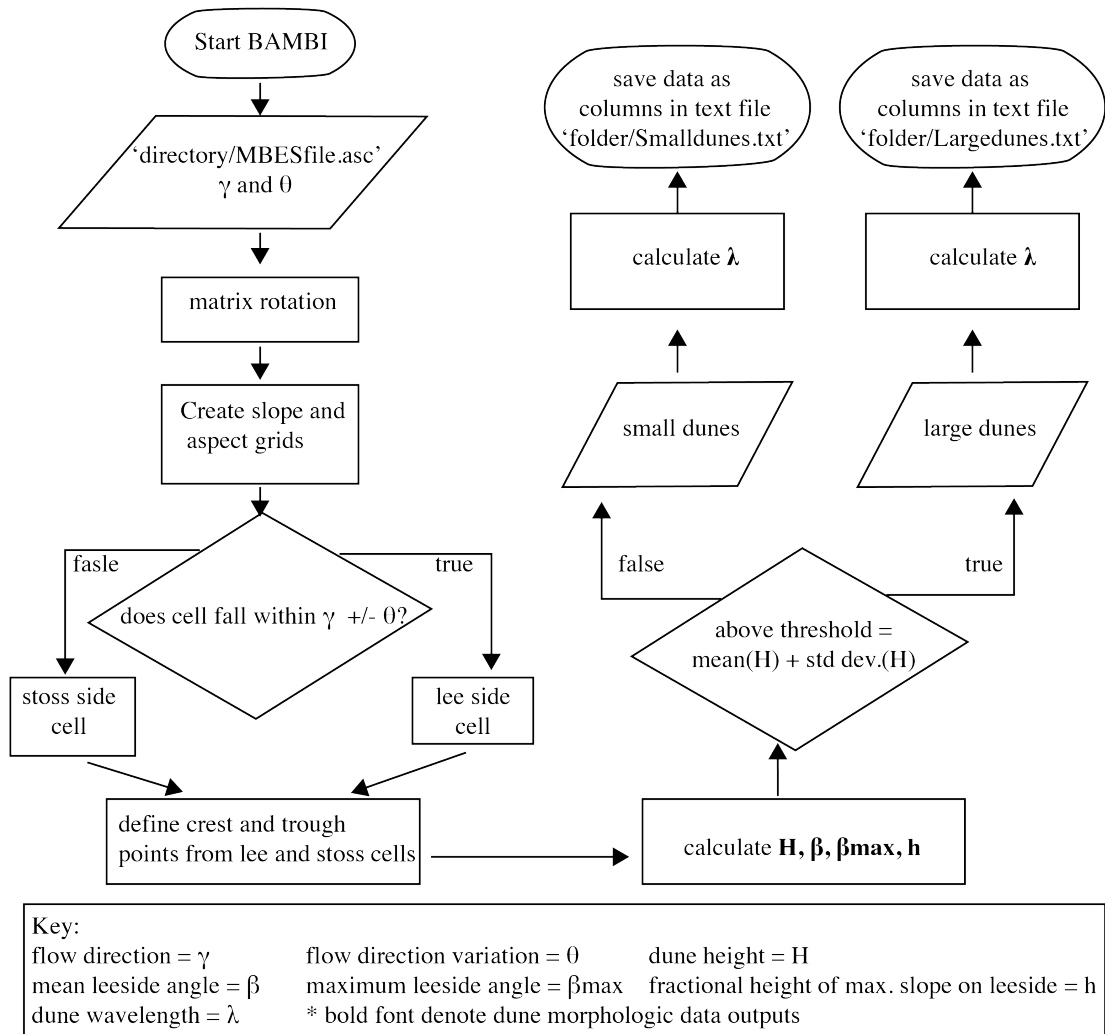 Start BAMBI
‘directory/MBESfile.asc’
γ and θ
matrix rotation
Create slope and
aspect grids
fasle
true
does cell fall within γ +/- θ?
stoss side
cell
lee side
cell
define crest and trough
points from lee and stoss cells
calculate H, β, βmax, h
above threshold =
mean(H) + std dev.(H)
false
true
small dunes
large dunes
calculate λ
calculate λ
save data as
columns in text file
‘folder/Smalldunes.txt’
save data as
columns in text file
‘folder/Largedunes.txt’
Key:
flow direction = γ
flow direction variation = θ
dune height = H
mean leeside angle = β
maximum leeside angle = βmax
fractional height of max. slope on leeside = h
dune wavelength = λ
* bold font denote dune morphologic data outputs